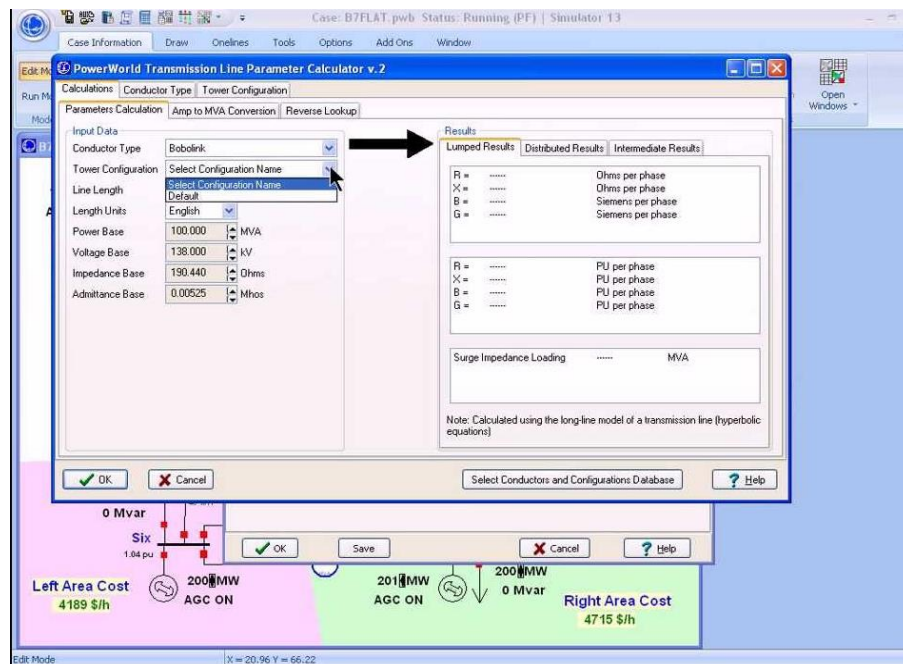 Case: B7FLAT.pwb Status: Running (PF) | Simulator 13
Case Information Draw Onelines Tools Options Add Ons Window
Edit Mo
Run Mo
Mod
Open
Windows
PowerWorld Transmission Line Parameter Calculator v.2
Calculations Conductor Type Tower Configuration
Parameters Calculation Amp to MVA Conversion Reverse Lookup
Input Data
Conductor Type Bobolink
Tower Configuration Select Configuration Name
Select Configuration Name
Default
Line Length
Length Units English
Power Base 100.000 MVA
Voltage Base 138.000 kV
Impedance Base 190.440 Ohms
Admittance Base 0.00525 Mhos
Results
Lumped Results Distributed Results Intermediate Results
R = ------ Ohms per phase
X = ------ Ohms per phase
B = ------ Siemens per phase
G = ------ Siemens per phase
R = ------ PU per phase
X = ------ PU per phase
B = ------ PU per phase
G = ------ PU per phase
Surge Impedance Loading ------ MVA
Note: Calculated using the long-line model of a transmission line (hyperbolic
equations)
OK Cancel Select Conductors and Configurations Database ? Help
0 Mvar
Six
1.04 pu
OK Save Cancel ? Help
Left Area Cost
4189 $/h
200 MW
AGC ON
201 MW
AGC ON
200 MW
0 Mvar
Right Area Cost
4715 $/h
Edit Mode X = 20.96 Y = 66.22